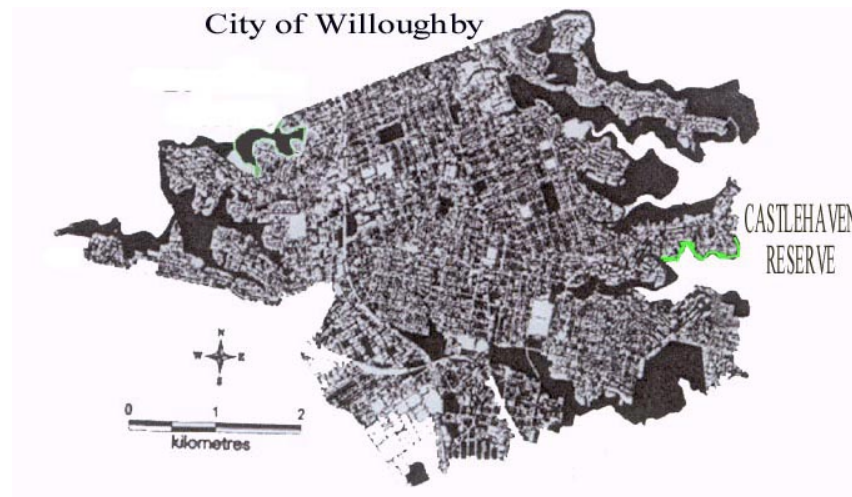 City of Willoughby
CASTLEHAVEN
RESERVE
N
W E
S
0 1 2
kilometres